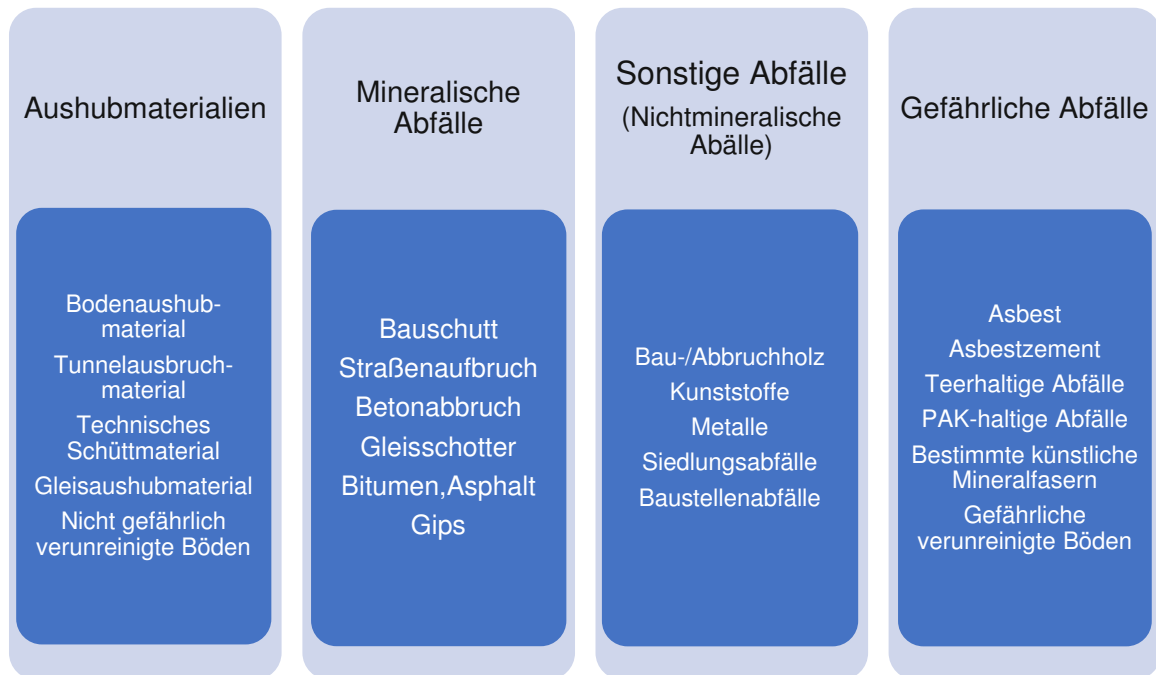 Aushubmaterialien
Bodenaushub-
material
Tunnelausbruch-
material
Technisches
Schüttmaterial
Gleisaushubmaterial
Nicht gefährlich
verunreinigte Böden
Mineralische
Abfälle
Bauschutt
Straßenaufbruch
Betonabbruch
Gleisschotter
Bitumen,Asphalt
Gips
Sonstige Abfälle
(Nichtmineralische
Abälle)
Bau-/Abbruchholz
Kunststoffe
Metalle
Siedlungsabfälle
Baustellenabfälle
Gefährliche Abfälle
Asbest
Asbestzement
Teerhaltige Abfälle
PAK-haltige Abfälle
Bestimmte künstliche
Mineralfasern
Gefährliche
verunreinigte Böden